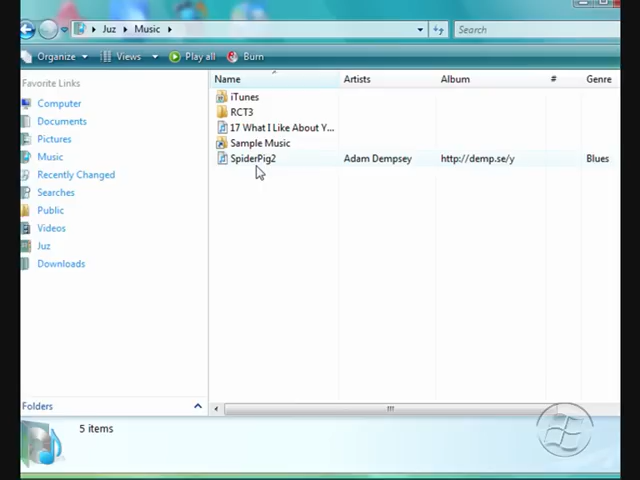 Juz Music Search
Organize Views Play all Burn
Favorite Links
Computer
Documents
Pictures
Music
Recently Changed
Searches
Public
Videos
Juz
Downloads
Folders
Name Artists Album # Genre
iTunes
RCT3
17 What I Like About Y...
Sample Music
SpiderPig2 Adam Dempsey http://demp.se/y Blues
5 items